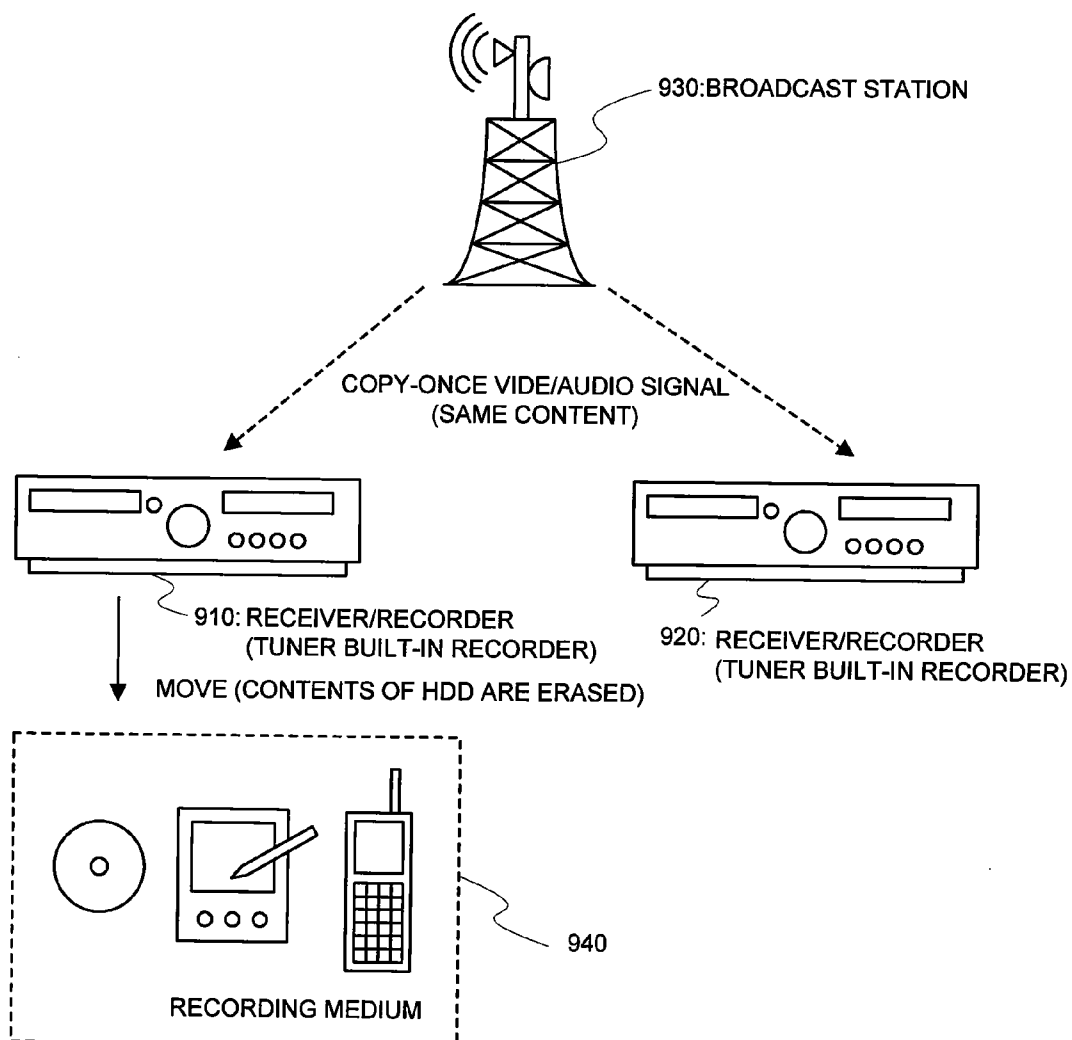 930:BROADCAST STATION
COPY-ONCE VIDE/AUDIO SIGNAL
(SAME CONTENT)
910: RECEIVER/RECORDER
(TUNER BUILT-IN RECORDER)
920: RECEIVER/RECORDER
(TUNER BUILT-IN RECORDER)
MOVE (CONTENTS OF HDD ARE ERASED)
940
RECORDING MEDIUM